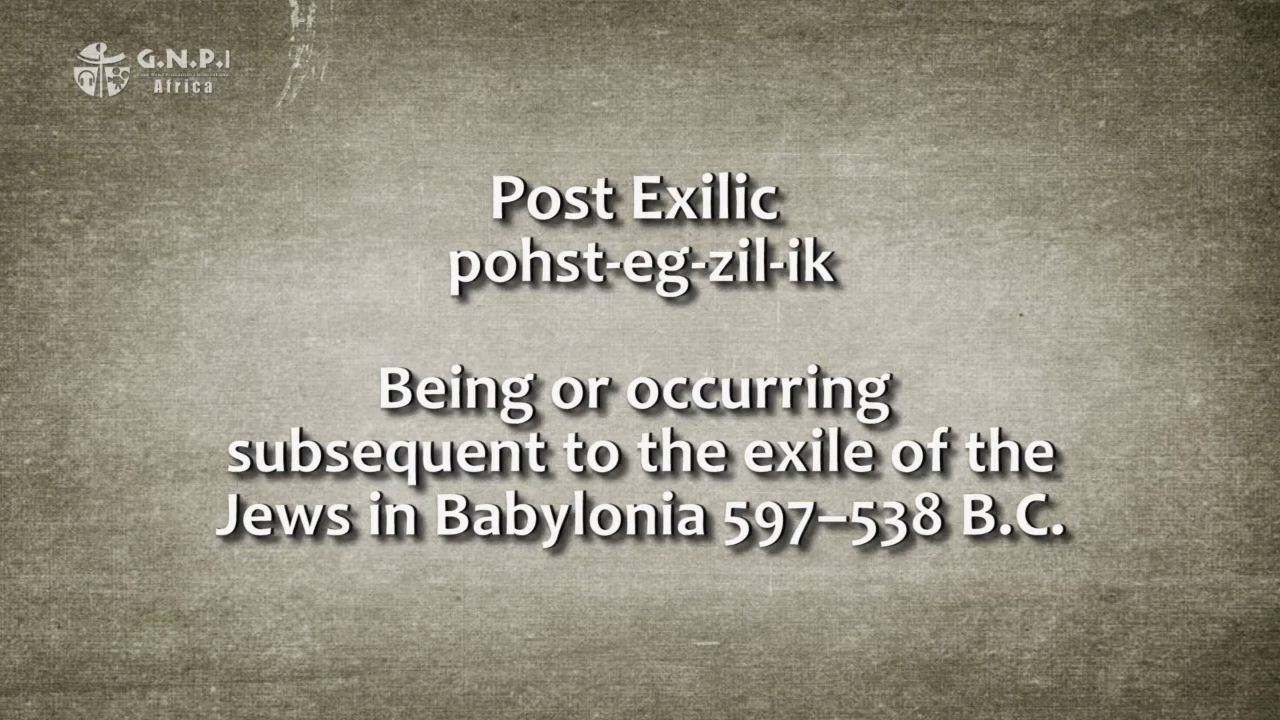 G.N.P.I
Africa
Post Exilic
pohst-eg-zil-ik
Being or occurring
subsequent to the exile of the
Jews in Babylonia 597–538 B.C.